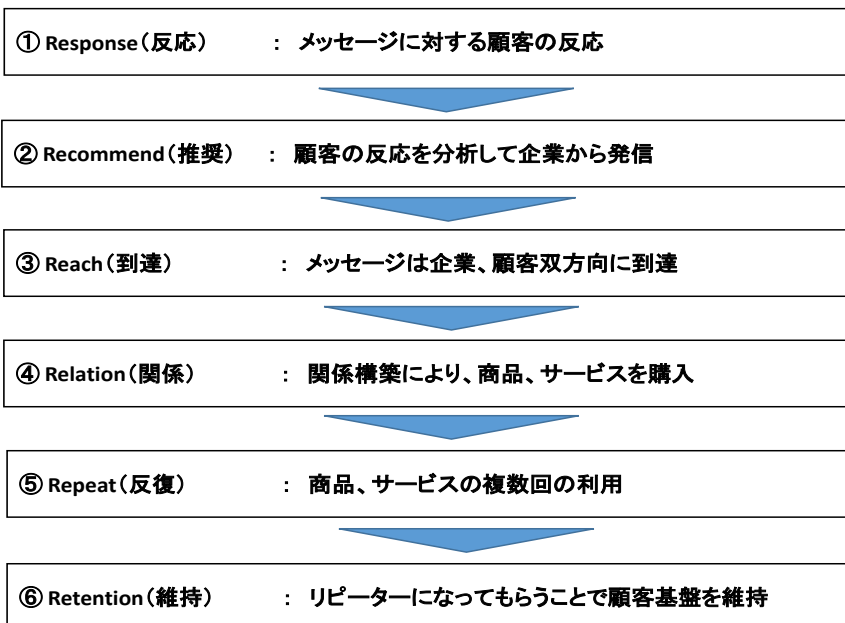 ① Response（反応） ： メッセージに対する顧客の反応
② Recommend（推奨） ： 顧客の反応を分析して企業から発信
③ Reach（到達） ： メッセージは企業、顧客双方向に到達
④ Relation（関係） ： 関係構築により、商品、サービスを購入
⑤ Repeat（反復） ： 商品、サービスの複数回の利用
⑥ Retention（維持） ： リピーターになってもらうことで顧客基盤を維持